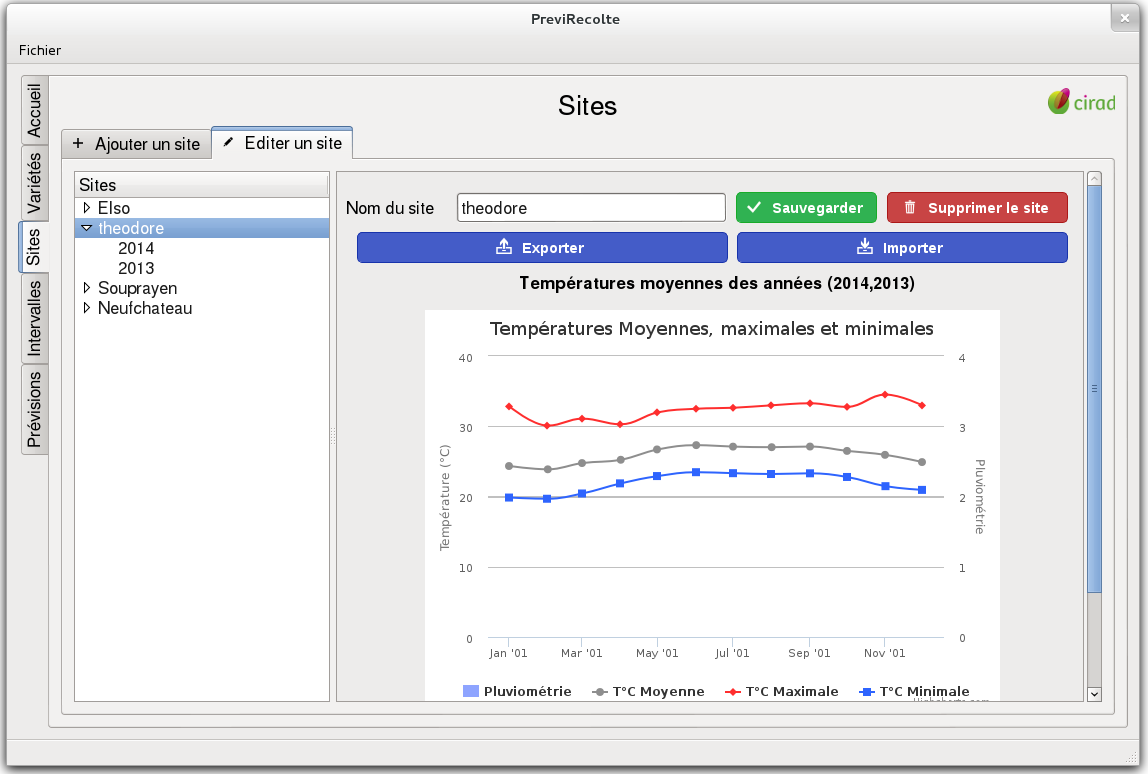 PreviRecolte
Fichier
Accueil
Variétés
Sites
Intervalles
Prévisions
Sites
cirad
+ Ajouter un site
Editer un site
Sites
Elso
theodore
2014
2013
Souprayen
Neufchateau
Nom du site
theodore
Sauvegarder
Supprimer le site
Exporter
Importer
Températures moyennes des années (2014,2013)
Températures Moyennes, maximales et minimales
40
30
20
10
0
Température (°C)
4
3
2
1
0
Pluviométrie
Jan '01
Mar '01
May '01
Jul '01
Sep '01
Nov '01
Pluviométrie
T°C Moyenne
T°C Maximale
T°C Minimale